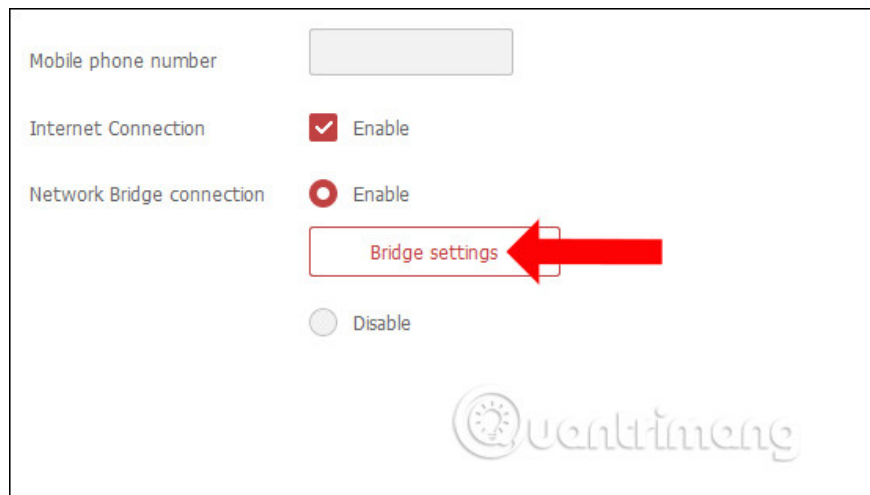 Mobile phone number
Internet Connection
Enable
Network Bridge connection
Enable
Bridge settings
Disable
Quantrimang